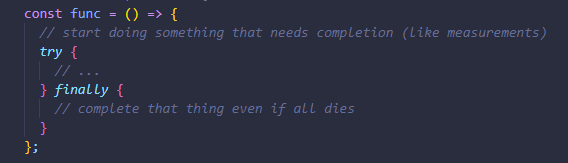 const func = () => {
  // start doing something that needs completion (like measurements)
  try {
    // ...
  } finally {
    // complete that thing even if all dies
  }
};